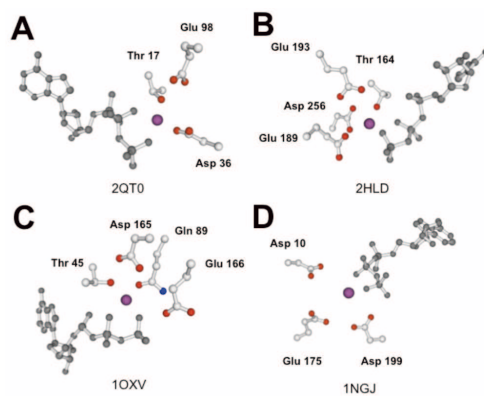 A
Glu 98
Thr 17
Asp 36
2QT0
B
Glu 193
Thr 164
Asp 256
Glu 189
2HLD
C
Asp 165
Gln 89
Thr 45
Glu 166
1OXV
D
Asp 10
Glu 175
Asp 199
1NGJ